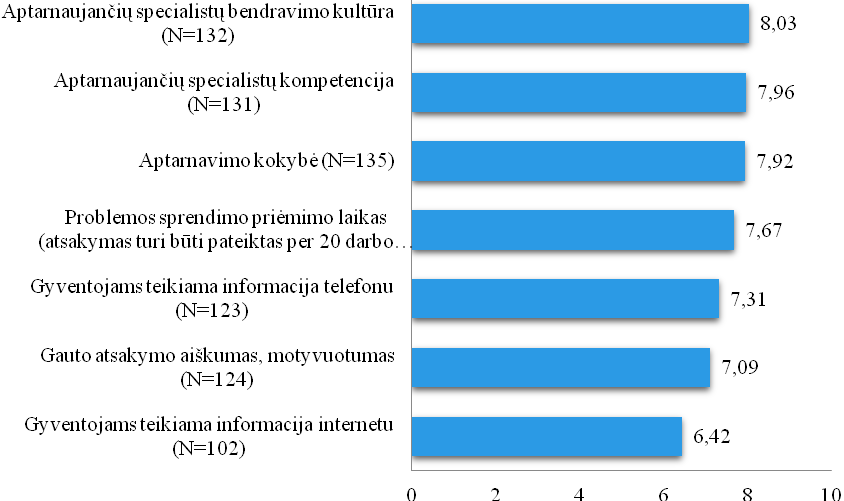 Aptarnaujančių specialistų bendravimo kultūra
(N=132)
8,03
Aptarnaujančių specialistų kompetencija
(N=131)
7,96
Aptarnavimo kokybė (N=135)
7,92
Problemos sprendimo priėmimo laikas
(atsakymas turi būti pateiktas per 20 darbo…
7,67
Gyventojams teikiama informacija telefonu
(N=123)
7,31
Gauto atsakymo aiškumas, motyvuotumas
(N=124)
7,09
Gyventojams teikiama informacija internetu
(N=102)
6,42
0 2 4 6 8 10